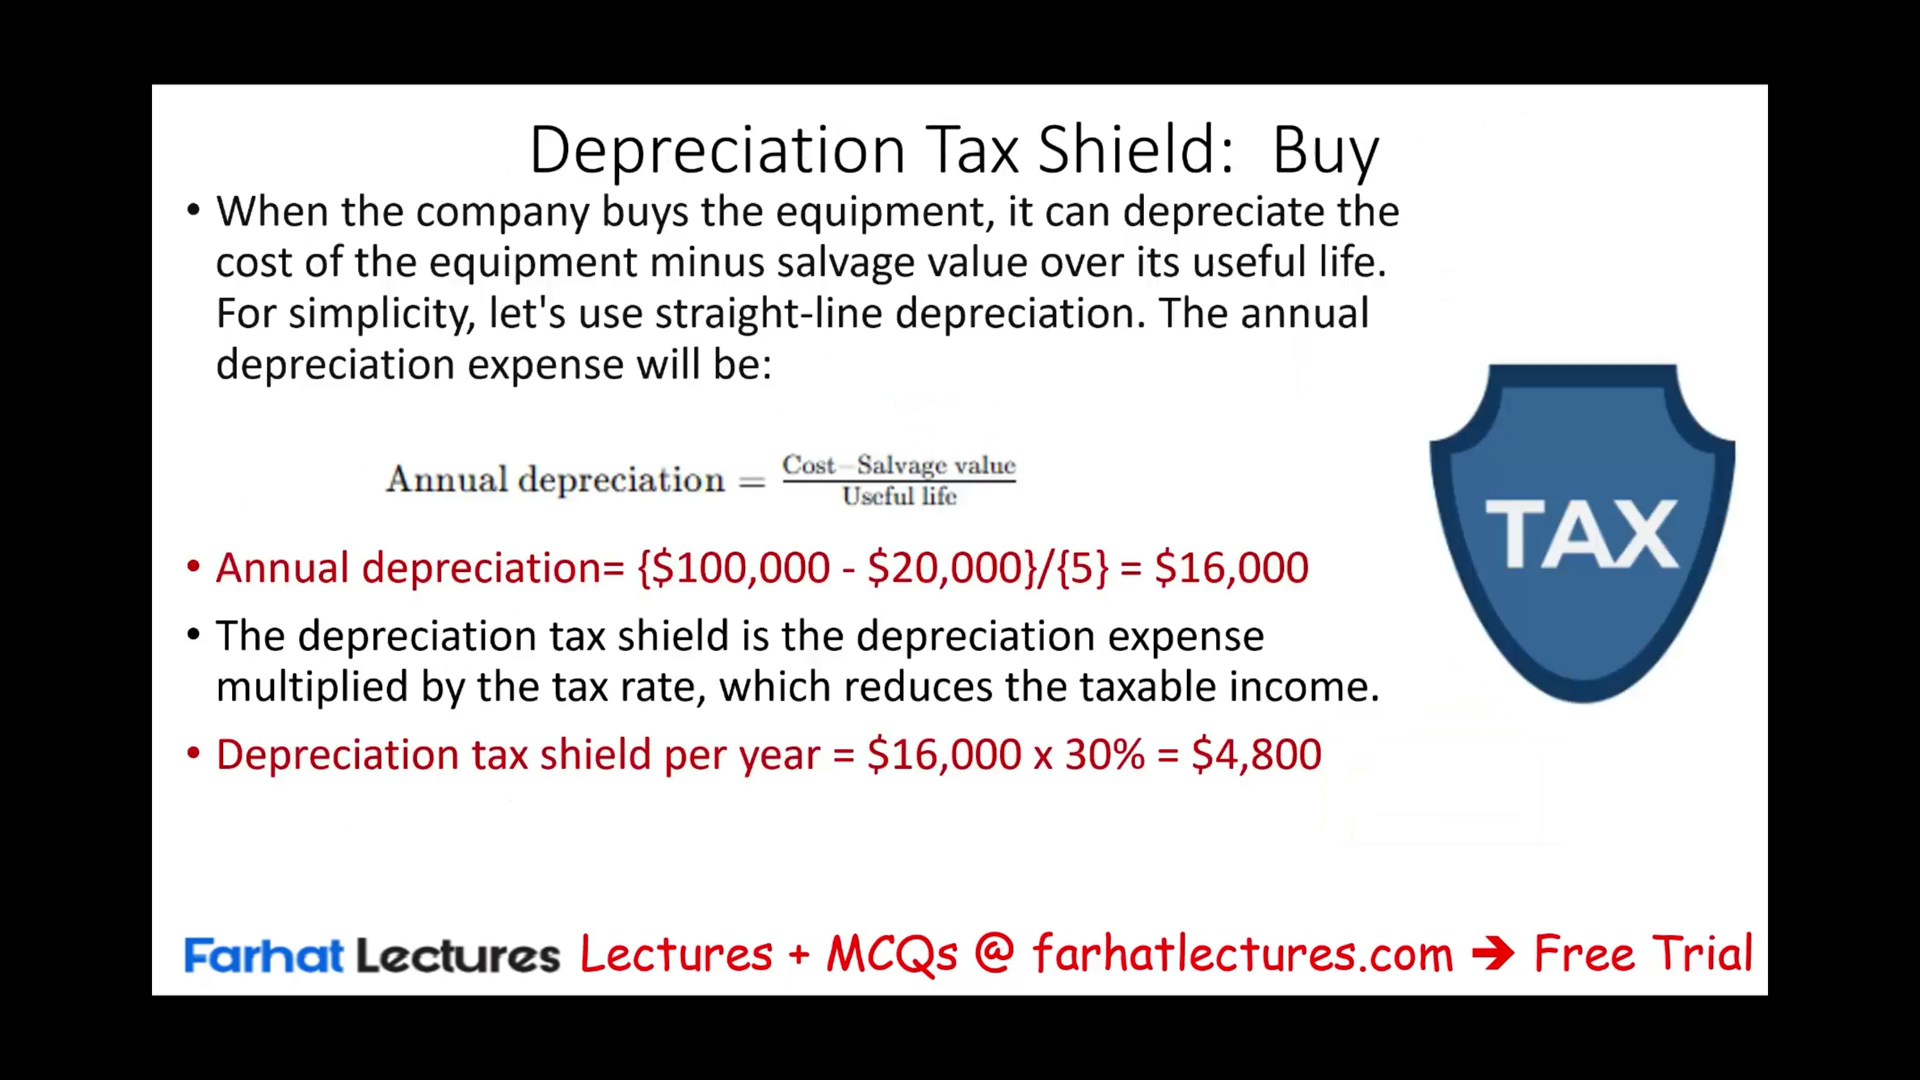 Depreciation Tax Shield: Buy
• When the company buys the equipment, it can depreciate the
cost of the equipment minus salvage value over its useful life.
For simplicity, let's use straight-line depreciation. The annual
depreciation expense will be:
Annual depreciation = Cost–Salvage value
Useful life
• Annual depreciation= {$100,000 - $20,000}/{5} = $16,000
TAX
• The depreciation tax shield is the depreciation expense
multiplied by the tax rate, which reduces the taxable income.
• Depreciation tax shield per year = $16,000 x 30% = $4,800
Farhat Lectures Lectures + MCQs @ farhatlectures.com ➔ Free Trial